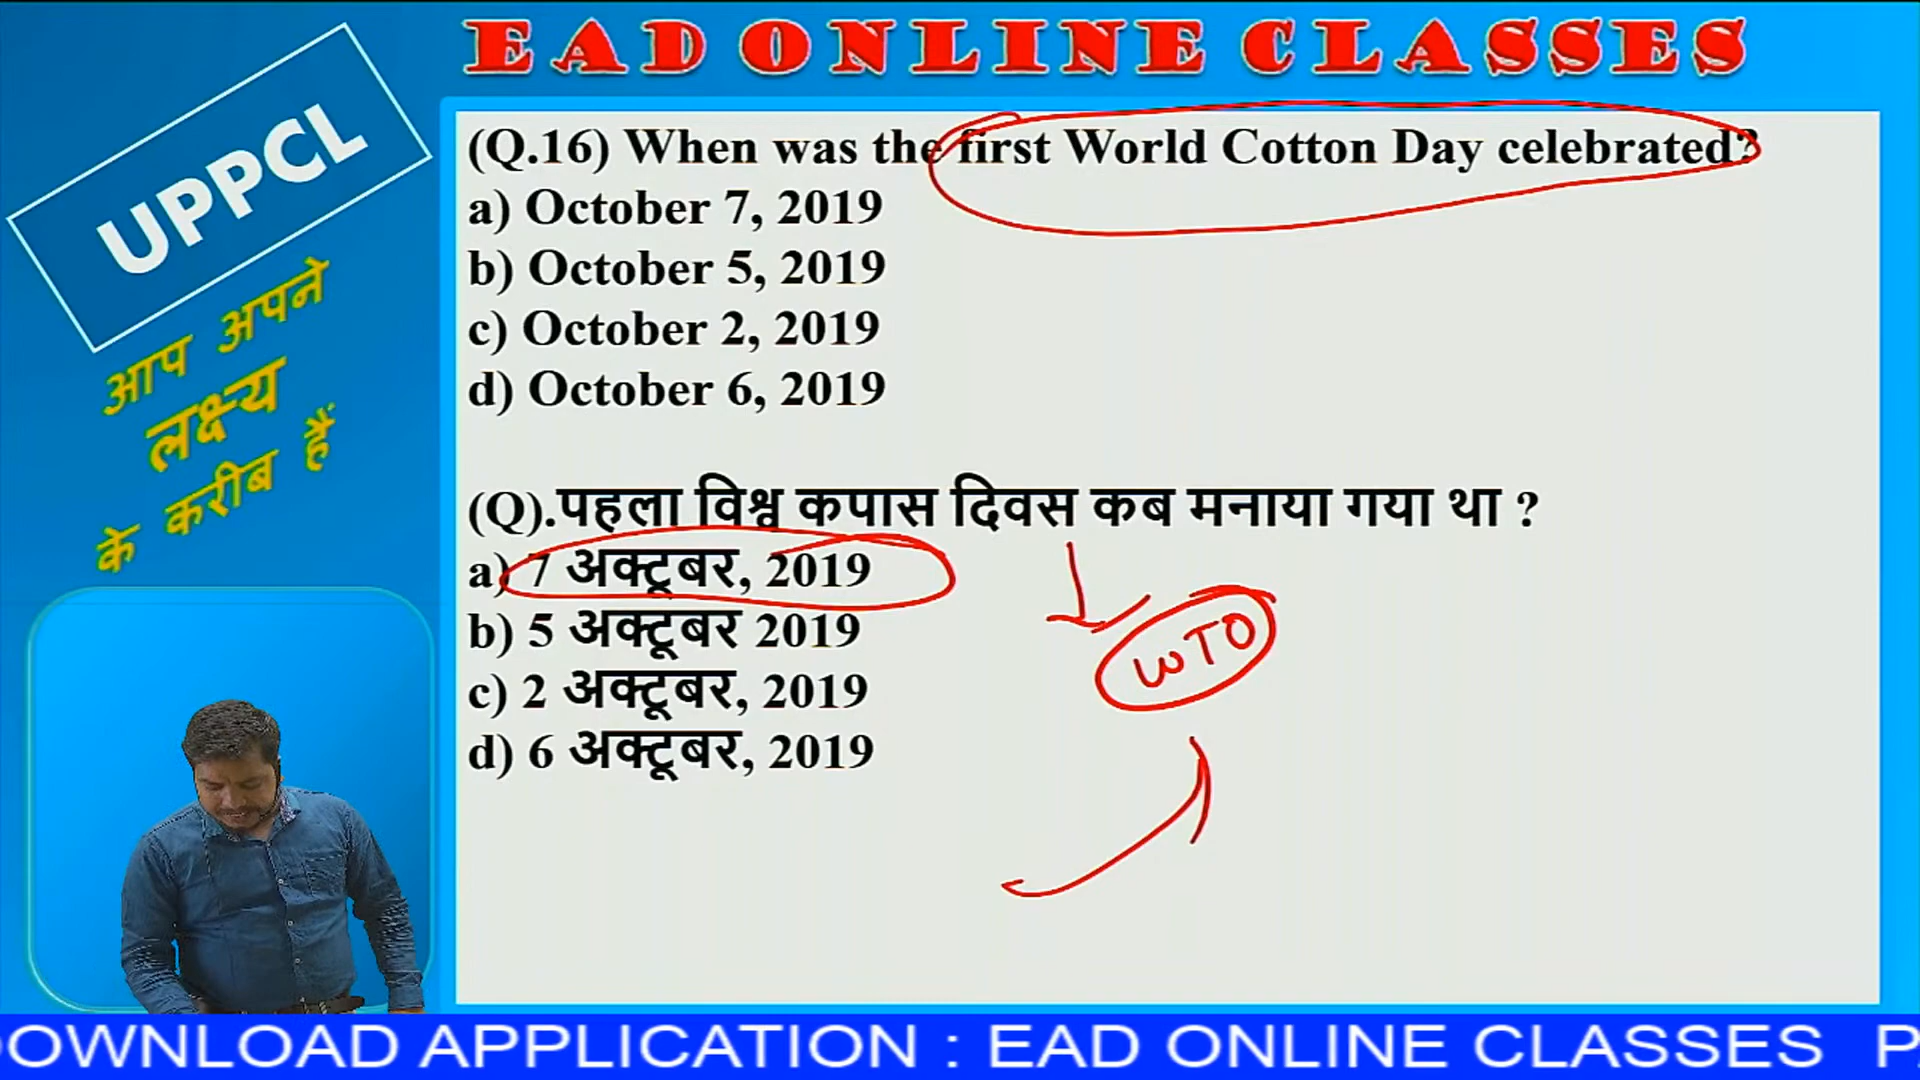 EAD ONLINE CLASSES
UPPCL
आप अपने
लक्ष्य
के करीब हैं
(Q.16) When was the first World Cotton Day celebrated?
a) October 7, 2019
b) October 5, 2019
c) October 2, 2019
d) October 6, 2019
(Q).पहला विश्व कपास दिवस कब मनाया गया था ?
a) 7 अक्टूबर, 2019
b) 5 अक्टूबर 2019
c) 2 अक्टूबर, 2019
d) 6 अक्टूबर, 2019
WTO
OWNLOAD APPLICATION : EAD ONLINE CLASSES